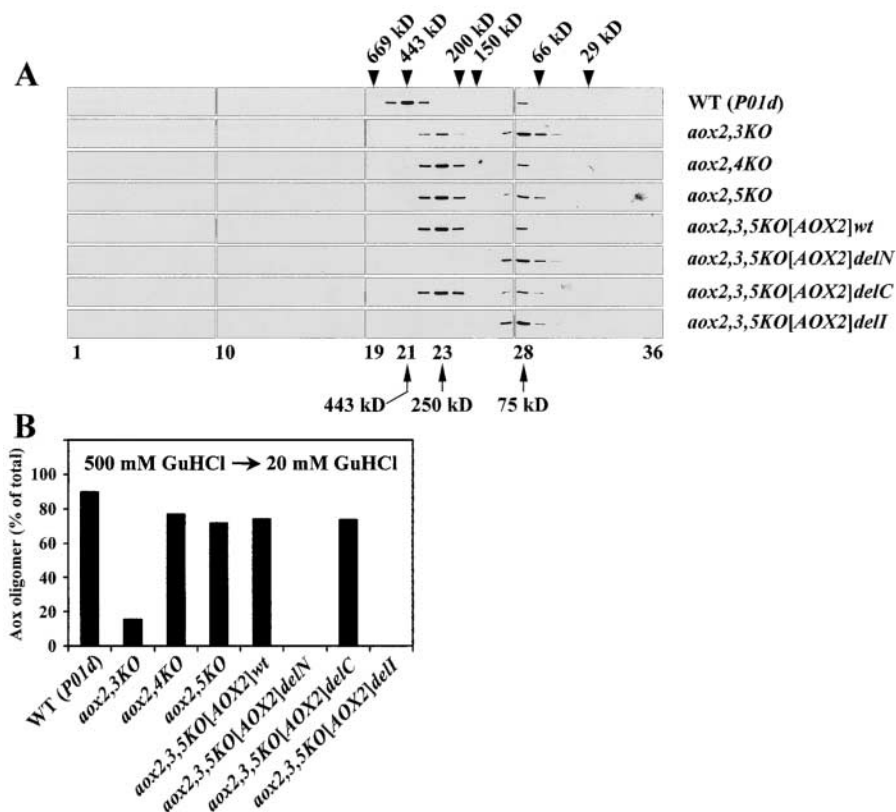 669 kD
443 kD
200 kD
150 kD
66 kD
29 kD
A
WT (P01d)
aox2,3KO
aox2,4KO
aox2,5KO
aox2,3,5KO[AOX2]wt
aox2,3,5KO[AOX2]delN
aox2,3,5KO[AOX2]delC
aox2,3,5KO[AOX2]delI
1 10 19 21 23 28 36
443 kD 250 kD 75 kD
B
500 mM GuHCl → 20 mM GuHCl
Aox oligomer (% of total)
100
80
60
40
20
0
WT (P01d)
aox2,3KO
aox2,4KO
aox2,5KO
aox2,3,5KO[AOX2]wt
aox2,3,5KO[AOX2]delN
aox2,3,5KO[AOX2]delC
aox2,3,5KO[AOX2]delI